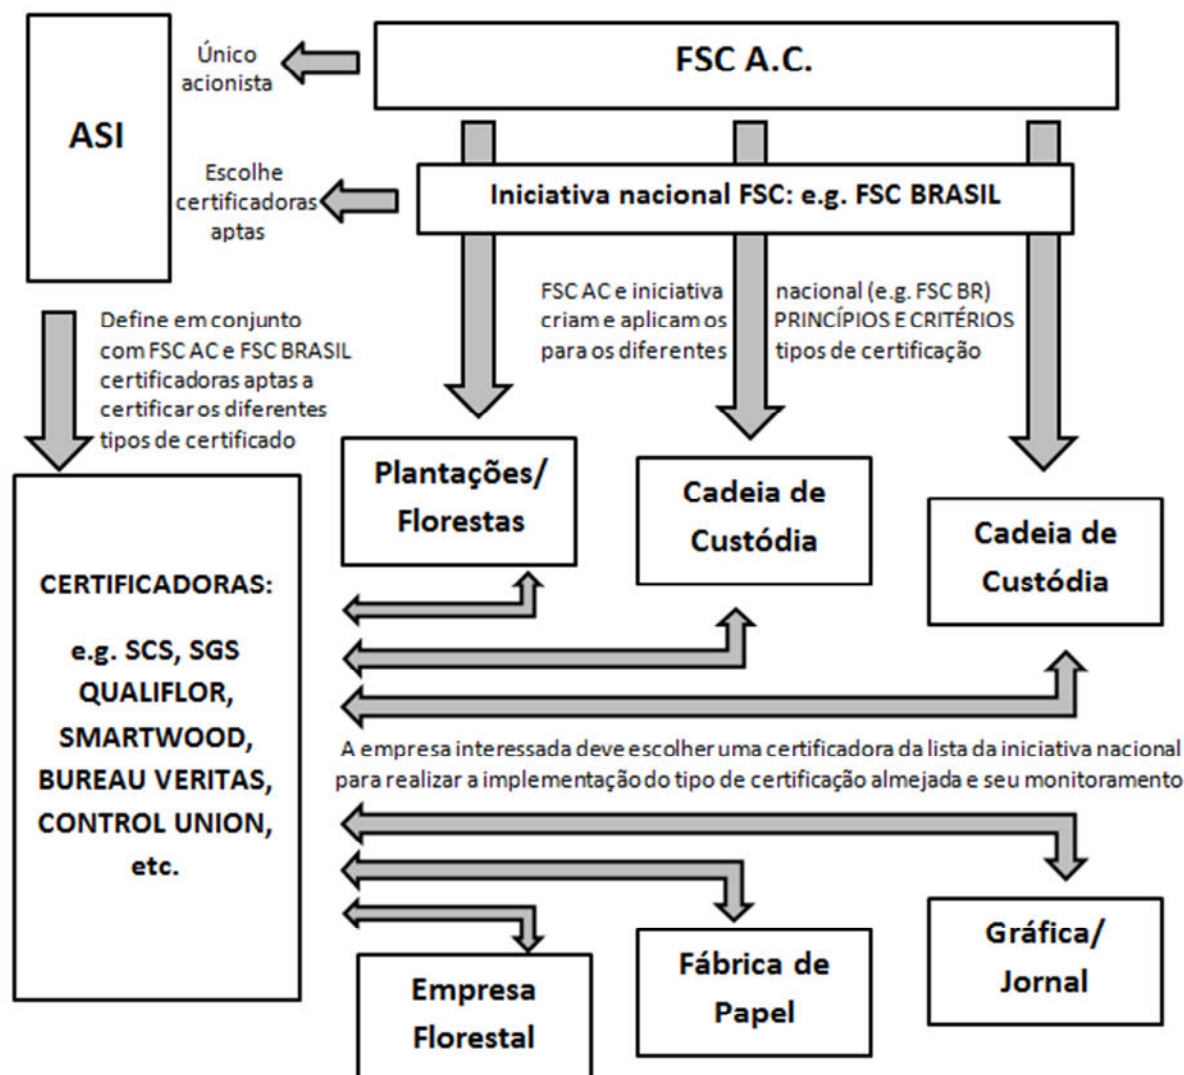 FSC A.C.
Único
acionista
ASI
Escolhe
certificadoras
aptas
Iniciativa nacional FSC: e.g. FSC BRASIL
FSC AC e iniciativa nacional (e.g. FSC BR)
criam e aplicam os PRINCÍPIOS E CRITÉRIOS
para os diferentes tipos de certificação
Define em conjunto
com FSC AC e FSC BRASIL
certificadoras aptas a
certificar os diferentes
tipos de certificado
Plantações/
Florestas
Cadeia de
Custódia
Cadeia de
Custódia
CERTIFICADORAS:
e.g. SCS, SGS
QUALIFLOR,
SMARTWOOD,
BUREAU VERITAS,
CONTROL UNION,
etc.
A empresa interessada deve escolher uma certificadora da lista da iniciativa nacional
para realizar a implementação do tipo de certificação almejada e seu monitoramento
Empresa
Florestal
Fábrica de
Papel
Gráfica/
Jornal